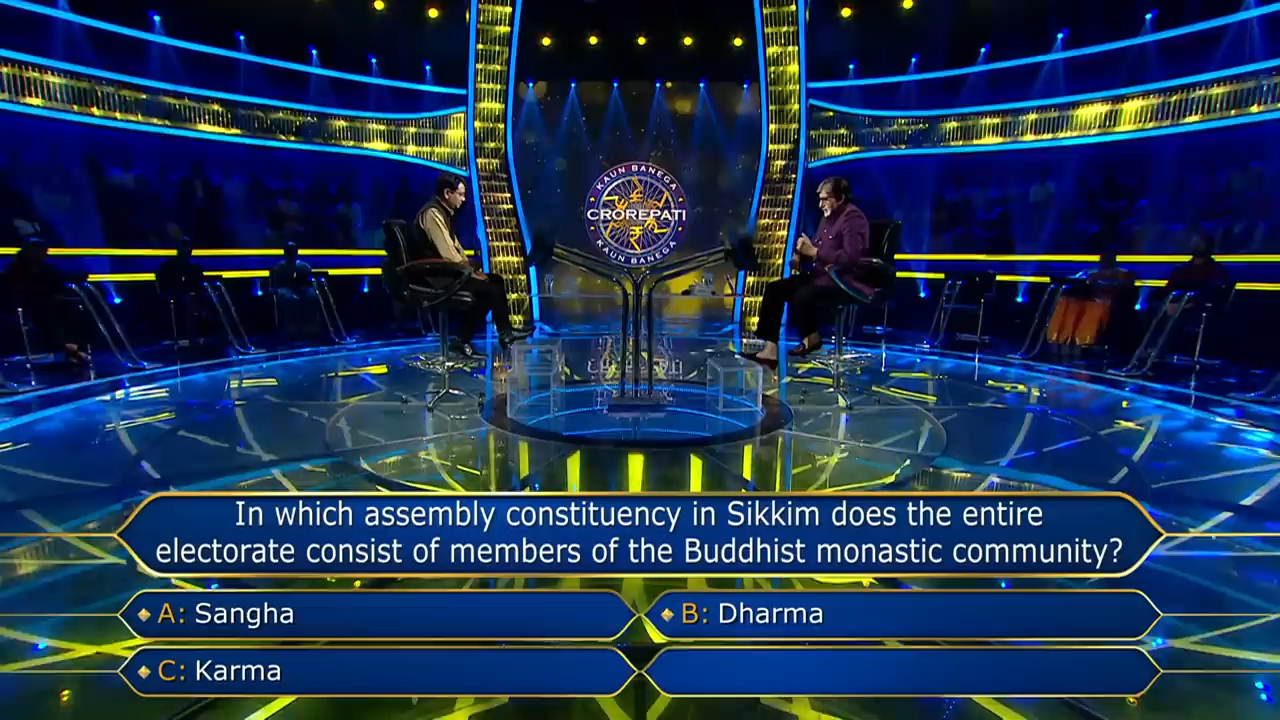 KAUN BANEGA
CROREPATI
KAUN BANEGA
In which assembly constituency in Sikkim does the entire
electorate consist of members of the Buddhist monastic community?
A: Sangha
B: Dharma
C: Karma